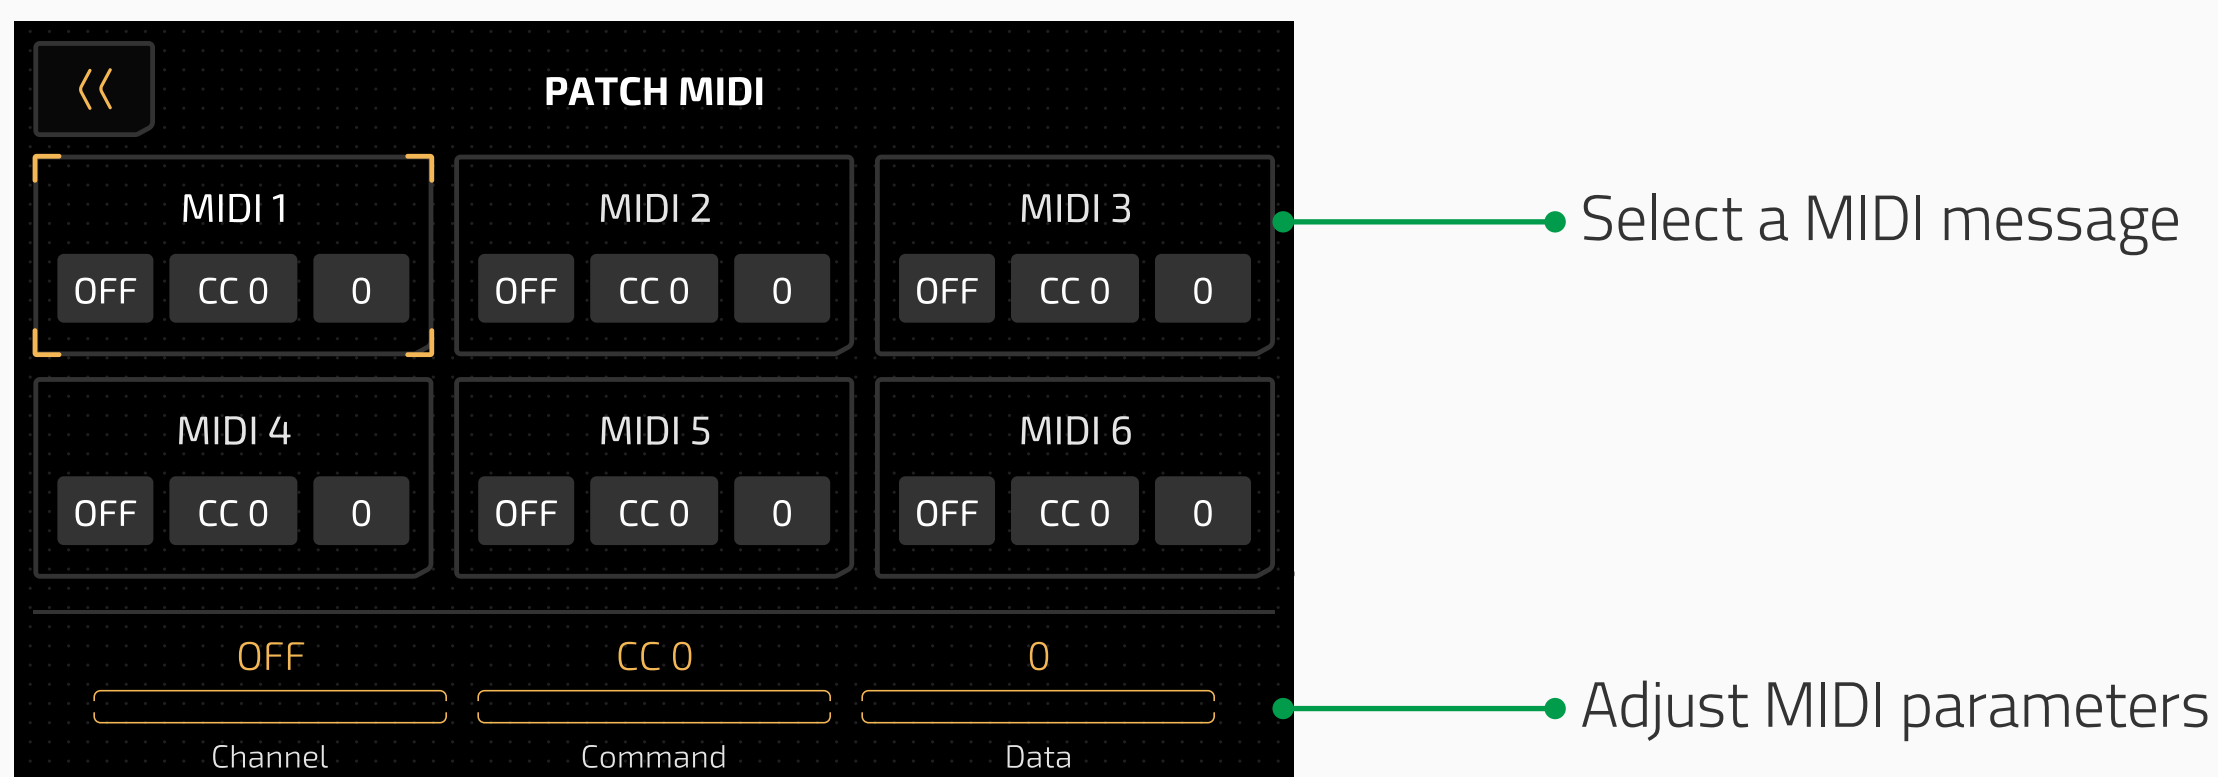 PATCH MIDI
MIDI 1
OFF CC 0 0
MIDI 2
OFF CC 0 0
MIDI 3
OFF CC 0 0
Select a MIDI message
MIDI 4
OFF CC 0 0
MIDI 5
OFF CC 0 0
MIDI 6
OFF CC 0 0
OFF
Channel
CC 0
Command
0
Data
Adjust MIDI parameters